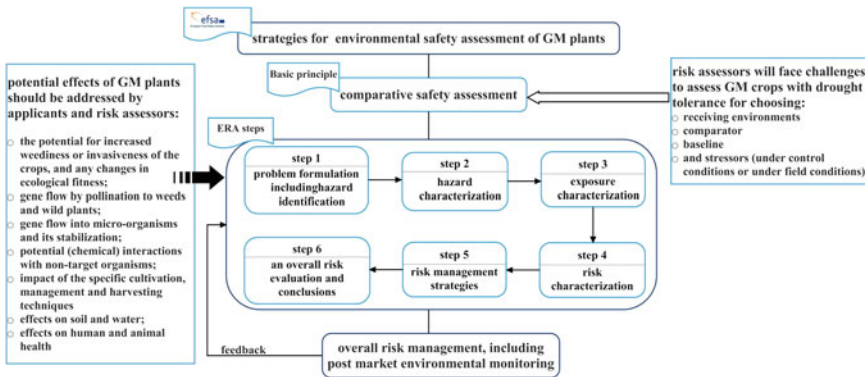 efsa
strategies for environmental safety assessment of GM plants
Basic principle
comparative safety assessment
potential effects of GM plants
should be addressed by
applicants and risk assessors:
the potential for increased
weediness or invasiveness of the
crops, and any changes in
ecological fitness;
gene flow by pollination to weeds
and wild plants;
gene flow into micro-organisms
and its stabilization;
potential (chemical) interactions
with non-target organisms;
impact of the specific cultivation,
management and harvesting
techniques
effects on soil and water;
effects on human and animal
health
risk assessors will face challenges
to assess GM crops with drought
tolerance for choosing:
receiving environments
comparator
baseline
and stressors (under control
conditions or under field conditions)
ERA steps
step 1
problem formulation
includinghazard
identification
step 2
hazard
characterization
step 3
exposure
characterization
step 6
an overall risk
evaluation and
conclusions
step 5
risk management
strategies
step 4
risk
characterization
feedback
overall risk management, including
post market environmental monitoring